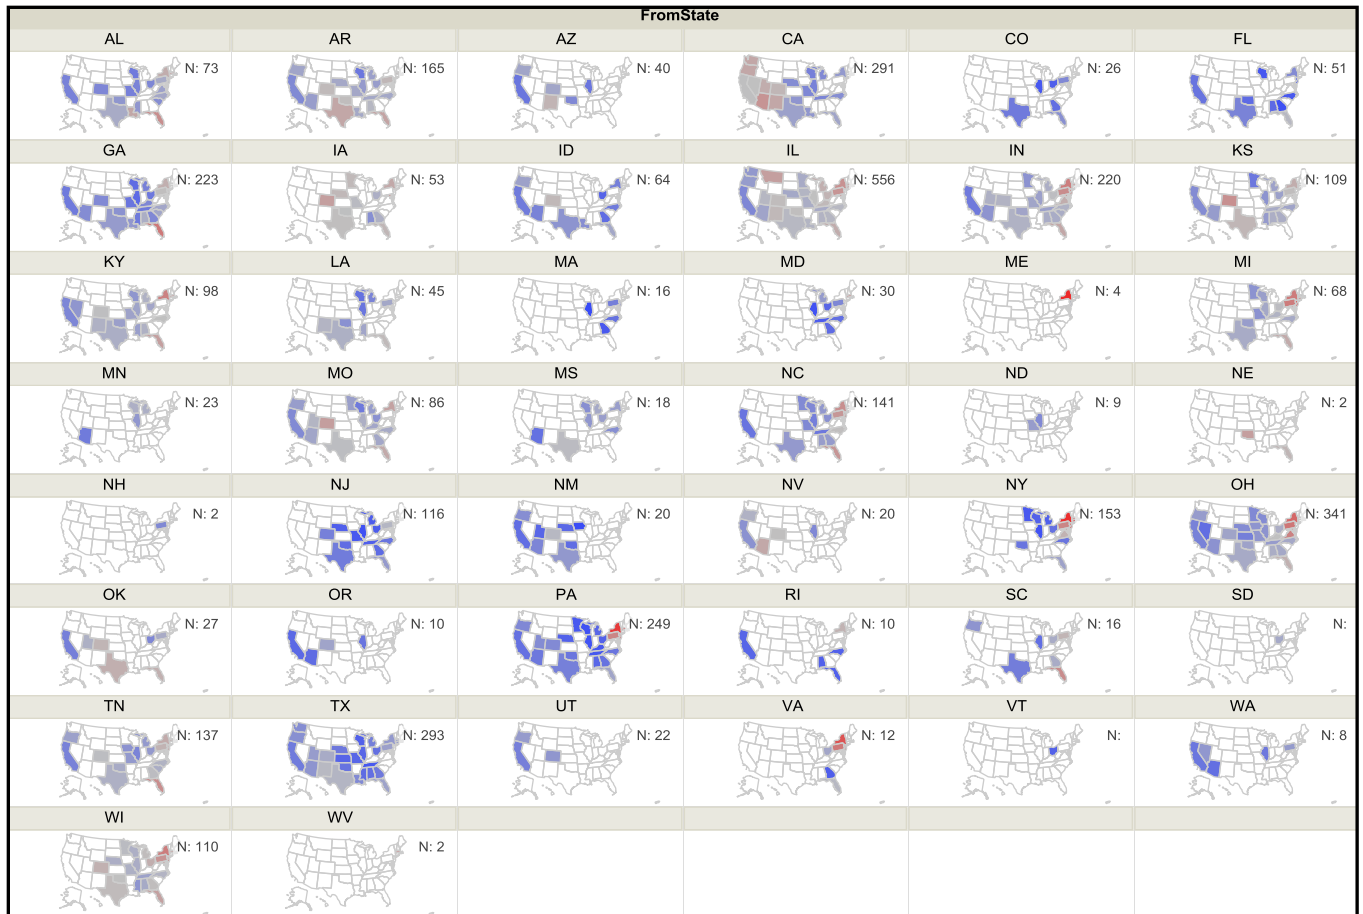 FromState
AL AR AZ CA CO FL
N: 73 N: 165 N: 40 N: 291 N: 26 N: 51
GA IA ID IL IN KS
N: 223 N: 53 N: 64 N: 556 N: 220 N: 109
KY LA MA MD ME MI
N: 98 N: 45 N: 16 N: 30 N: 4 N: 68
MN MO MS NC ND NE
N: 23 N: 86 N: 18 N: 141 N: 9 N: 2
NH NJ NM NV NY OH
N: 2 N: 116 N: 20 N: 20 N: 153 N: 341
OK OR PA RI SC SD
N: 27 N: 10 N: 249 N: 10 N: 16 N:
TN TX UT VA VT WA
N: 137 N: 293 N: 22 N: 12 N: N: 8
WI WV
N: 110 N: 2